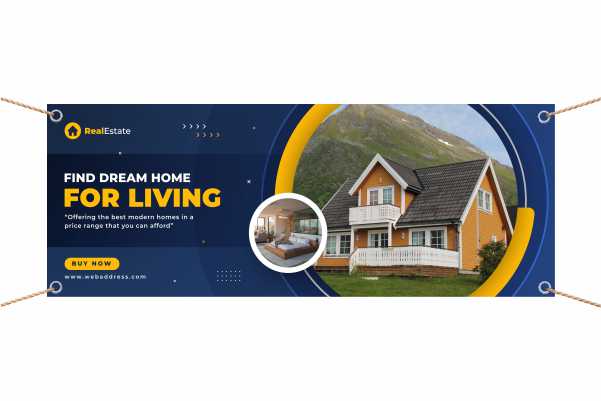 RealEstate
FIND DREAM HOME
FOR LIVING
"Offering the best modern homes in a
price range that you can afford"
BUY NOW
www.webaddress.com